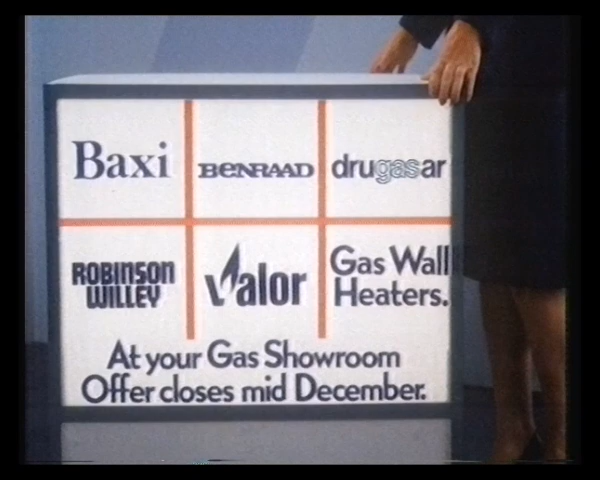 Baxi
BENRAAD
drugasar
ROBINSON
WILLEY
Valor
Gas Wall
Heaters.
At your Gas Showroom
Offer closes mid December.